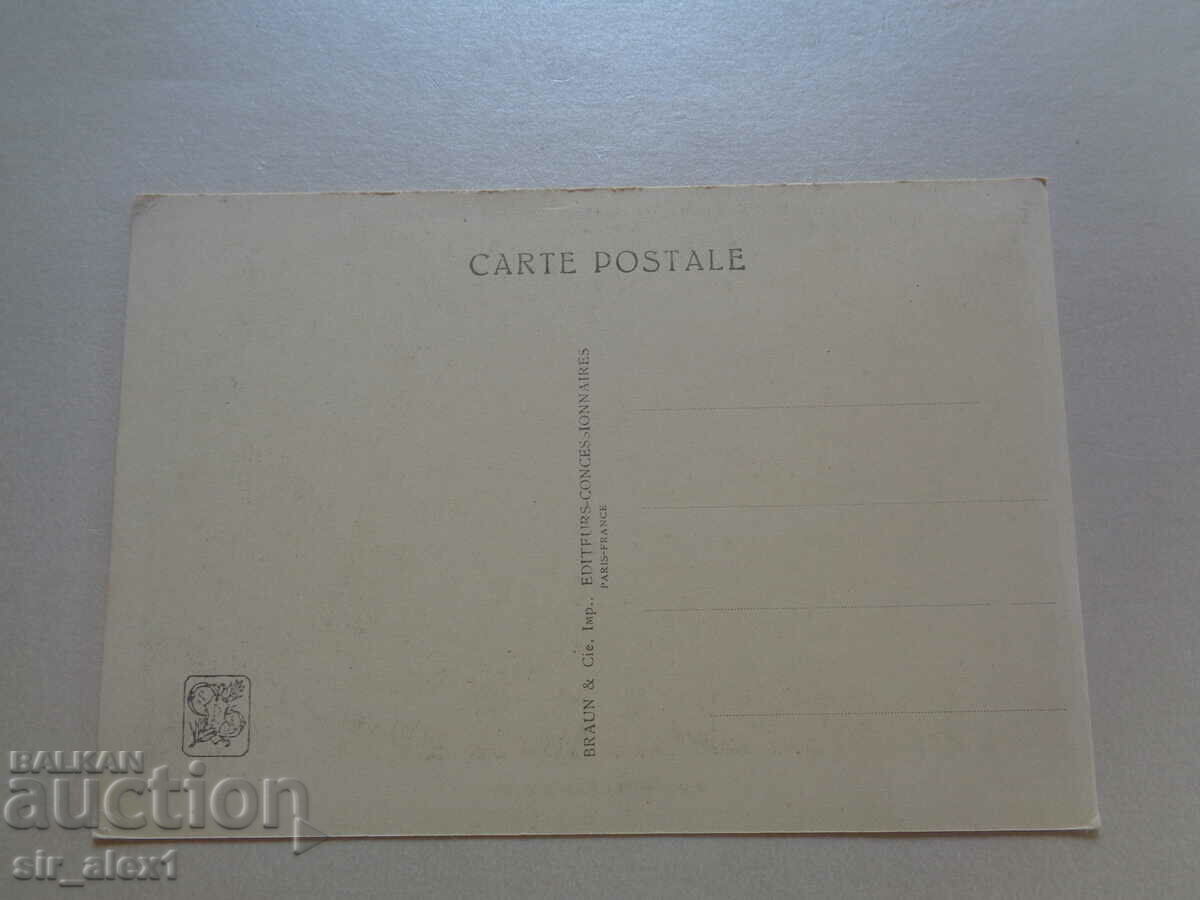 CARTE POSTALE
BRAUN & Cie, Imp., EDITEURS-CONCESSIONNAIRES
PARIS-FRANCE
BALKAN
auction
sir_alex1